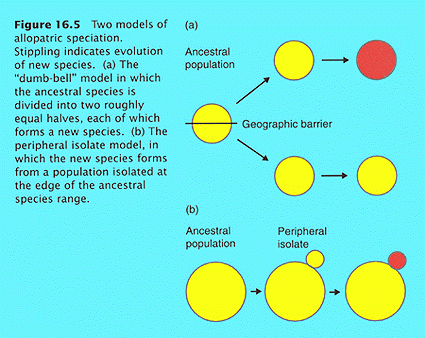 Figure 16.5 Two models of
allopatric speciation.
Stippling indicates evolution
of new species. (a) The
“dumb-bell” model in which
the ancestral species is
divided into two roughly
equal halves, each of which
forms a new species. (b) The
peripheral isolate model, in
which the new species forms
from a population isolated at
the edge of the ancestral
species range.
(a)
Ancestral
population
Geographic barrier
(b)
Ancestral
population
Peripheral
isolate